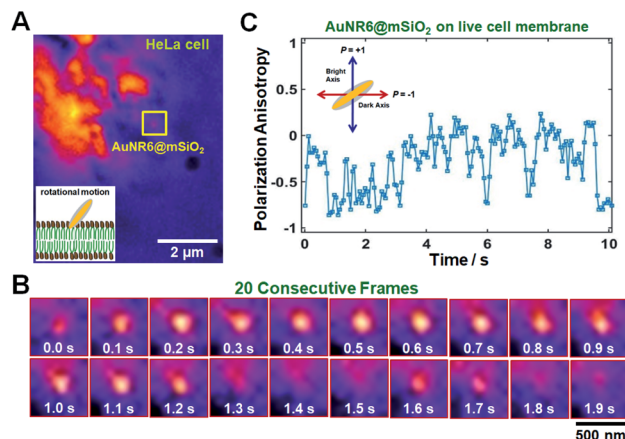 A
HeLa cell
AuNR6@mSiO₂
rotational motion
2 µm
C
AuNR6@mSiO₂ on live cell membrane
Polarization Anisotropy
1
0.5
0
-0.5
-1
P = +1
Bright
Axis
P = -1
Dark Axis
0 2 4 6 8 10
Time / s
B
20 Consecutive Frames
0.0 s 0.1 s 0.2 s 0.3 s 0.4 s 0.5 s 0.6 s 0.7 s 0.8 s 0.9 s
1.0 s 1.1 s 1.2 s 1.3 s 1.4 s 1.5 s 1.6 s 1.7 s 1.8 s 1.9 s
500 nm